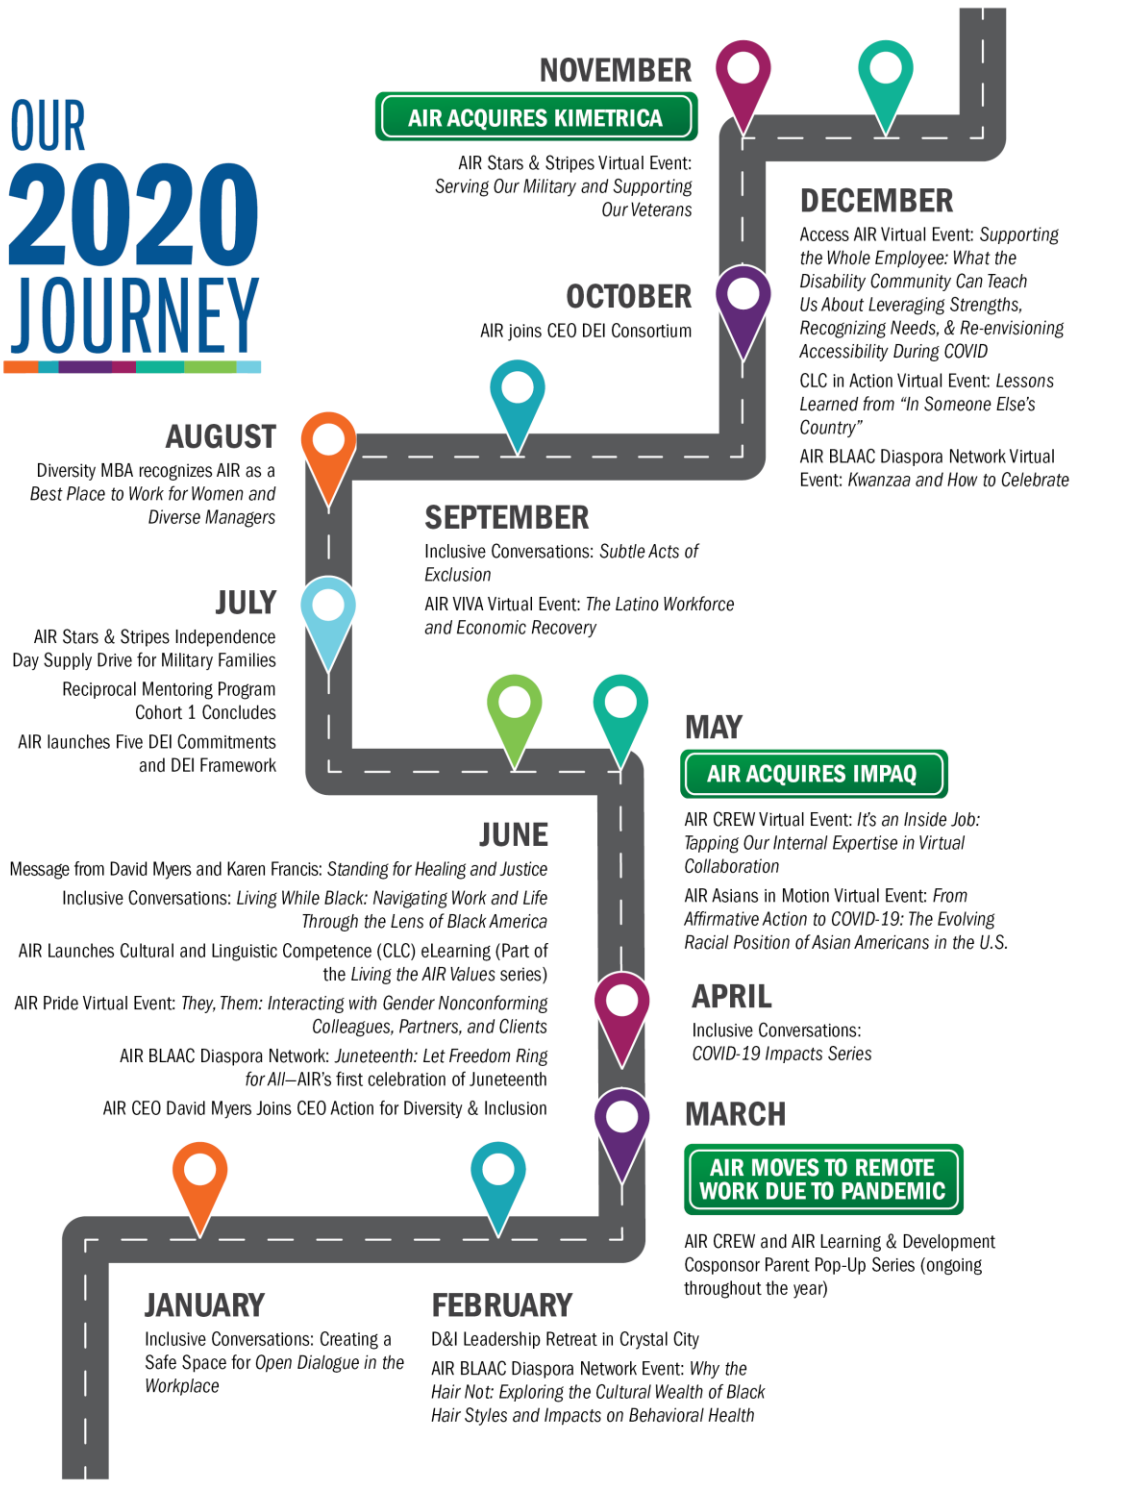 OUR
2020
JOURNEY
NOVEMBER
AIR ACQUIRES KIMETRICA
AIR Stars & Stripes Virtual Event:
Serving Our Military and Supporting
Our Veterans
DECEMBER
Access AIR Virtual Event: Supporting
the Whole Employee: What the
Disability Community Can Teach
Us About Leveraging Strengths,
Recognizing Needs, & Re-envisioning
Accessibility During COVID
CLC in Action Virtual Event: Lessons
Learned from “In Someone Else’s
Country”
AIR BLAAC Diaspora Network Virtual
Event: Kwanzaa and How to Celebrate
OCTOBER
AIR joins CEO DEI Consortium
AUGUST
Diversity MBA recognizes AIR as a
Best Place to Work for Women and
Diverse Managers
SEPTEMBER
Inclusive Conversations: Subtle Acts of
Exclusion
AIR VIVA Virtual Event: The Latino Workforce
and Economic Recovery
JULY
AIR Stars & Stripes Independence
Day Supply Drive for Military Families
Reciprocal Mentoring Program
Cohort 1 Concludes
AIR launches Five DEI Commitments
and DEI Framework
MAY
AIR ACQUIRES IMPAQ
AIR CREW Virtual Event: It’s an Inside Job:
Tapping Our Internal Expertise in Virtual
Collaboration
AIR Asians in Motion Virtual Event: From
Affirmative Action to COVID-19: The Evolving
Racial Position of Asian Americans in the U.S.
JUNE
Message from David Myers and Karen Francis: Standing for Healing and Justice
Inclusive Conversations: Living While Black: Navigating Work and Life
Through the Lens of Black America
AIR Launches Cultural and Linguistic Competence (CLC) eLearning (Part of
the Living the AIR Values series)
AIR Pride Virtual Event: They, Them: Interacting with Gender Nonconforming
Colleagues, Partners, and Clients
AIR BLAAC Diaspora Network: Juneteenth: Let Freedom Ring
for All—AIR’s first celebration of Juneteenth
AIR CEO David Myers Joins CEO Action for Diversity & Inclusion
APRIL
Inclusive Conversations:
COVID-19 Impacts Series
MARCH
AIR MOVES TO REMOTE
WORK DUE TO PANDEMIC
AIR CREW and AIR Learning & Development
Cosponsor Parent Pop-Up Series (ongoing
throughout the year)
JANUARY
Inclusive Conversations: Creating a
Safe Space for Open Dialogue in the
Workplace
FEBRUARY
D&I Leadership Retreat in Crystal City
AIR BLAAC Diaspora Network Event: Why the
Hair Not: Exploring the Cultural Wealth of Black
Hair Styles and Impacts on Behavioral Health